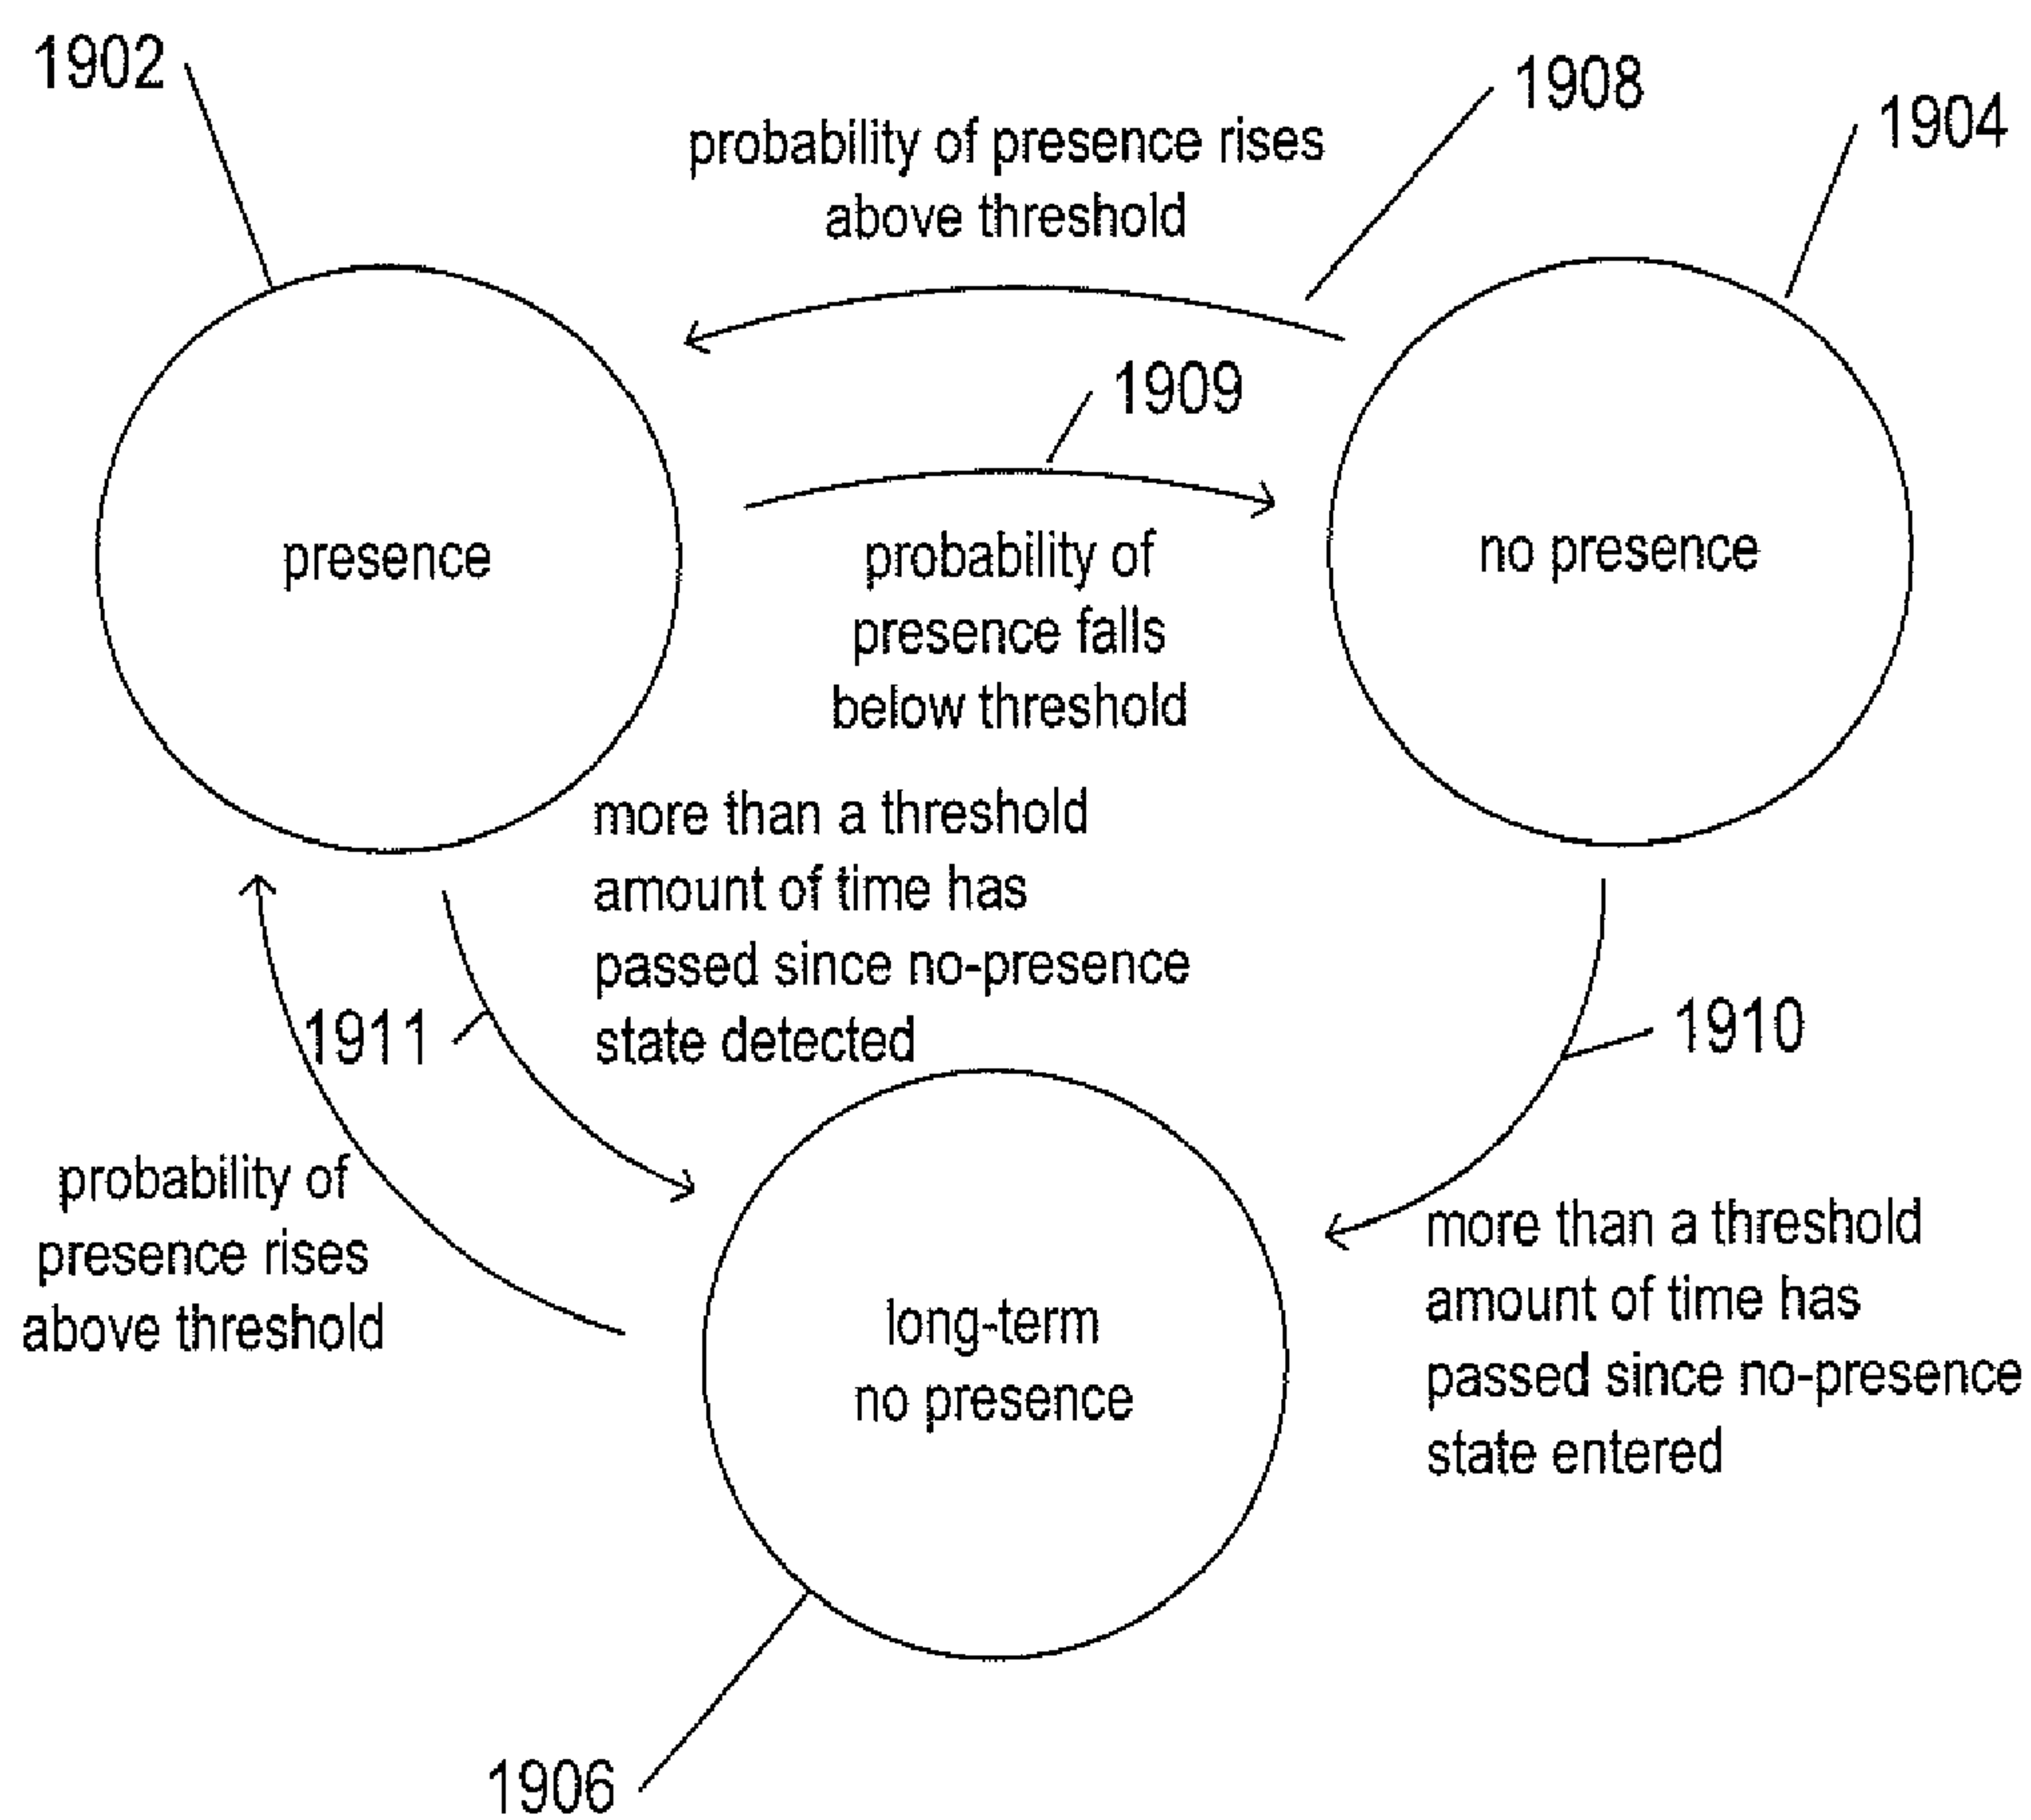 1902
1908
1904
probability of presence rises
above threshold
1909
presence
probability of
presence falls
below threshold
no presence
more than a threshold
amount of time has
passed since no-presence
state detected
1911
1910
probability of
presence rises
above threshold
long-term
no presence
more than a threshold
amount of time has
passed since no-presence
state entered
1906